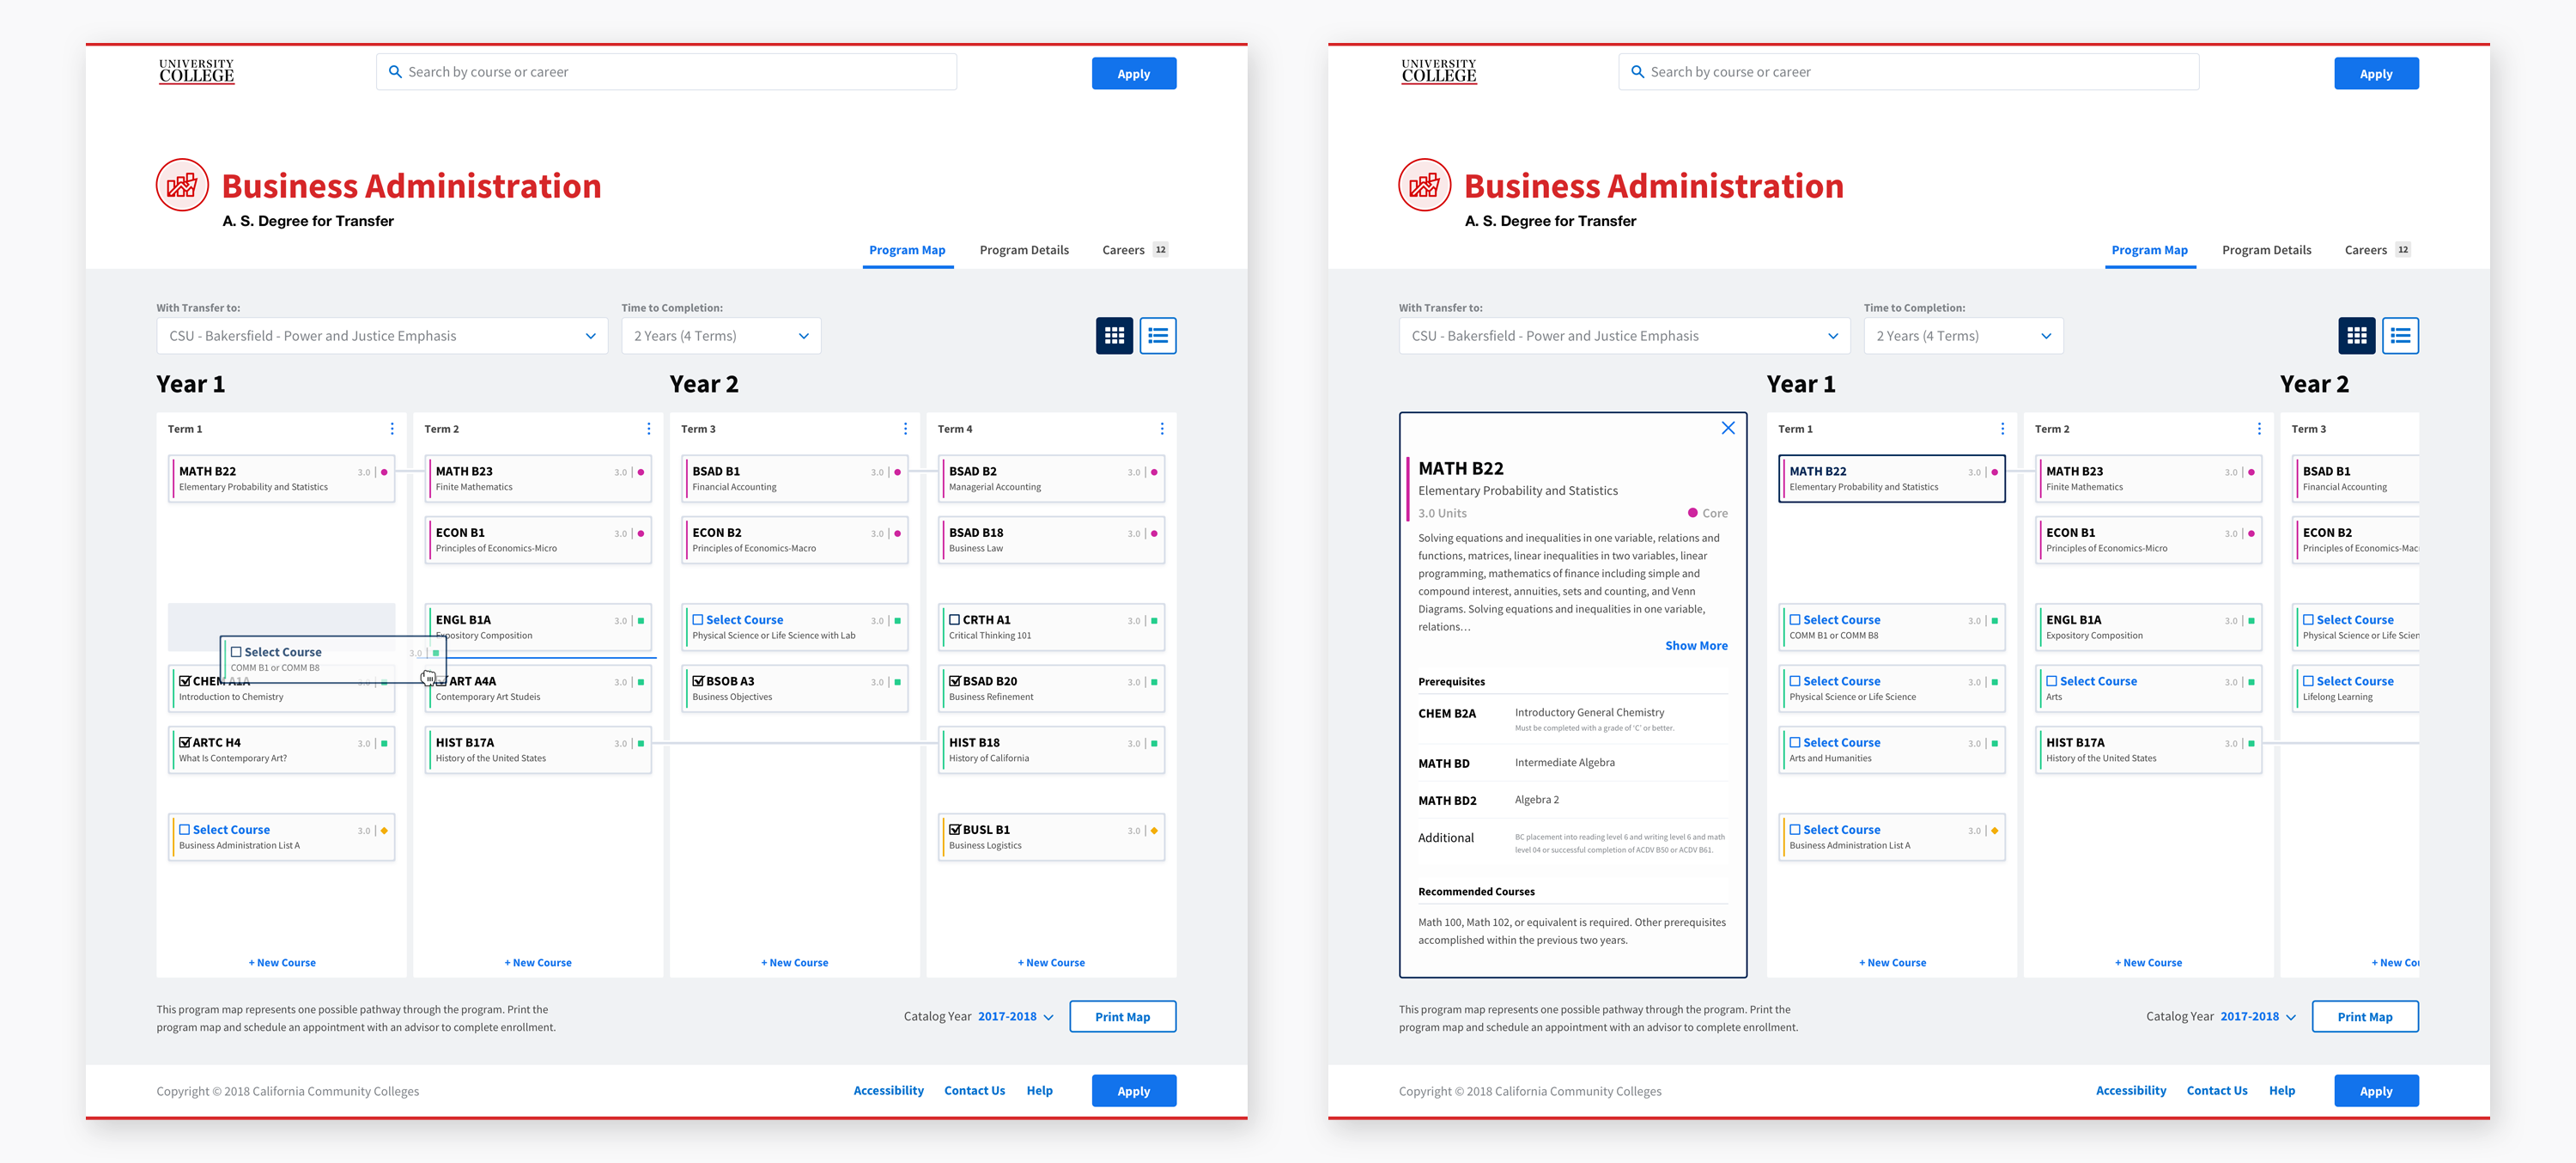 UNIVERSITY
COLLEGE
Search by course or career
Apply
Business Administration
A. S. Degree for Transfer
Program Map
Program Details
Careers 12
With Transfer to:
CSU - Bakersfield - Power and Justice Emphasis
Time to Completion:
2 Years (4 Terms)
Year 1
Year 2
Term 1
MATH B22 3.0 |
Elementary Probability and Statistics
Select Course 3.0 |
COMM B1 or COMM B8
CHEM A1A
Introduction to Chemistry
ARTC H4 3.0 |
What Is Contemporary Art?
Select Course 3.0 |
Business Administration List A
+ New Course
Term 2
MATH B23 3.0 |
Finite Mathematics
ECON B1 3.0 |
Principles of Economics-Micro
ENGL B1A 3.0 |
Expository Composition
ART A4A 3.0 |
Contemporary Art Studeis
HIST B17A 3.0 |
History of the United States
+ New Course
Term 3
BSAD B1 3.0 |
Financial Accounting
ECON B2 3.0 |
Principles of Economics-Macro
Select Course 3.0 |
Physical Science or Life Science with Lab
BSOB A3 3.0 |
Business Objectives
+ New Course
Term 4
BSAD B2 3.0 |
Managerial Accounting
BSAD B18 3.0 |
Business Law
CRTH A1 3.0 |
Critical Thinking 101
BSAD B20 3.0 |
Business Refinement
HIST B18 3.0 |
History of California
BUSL B1 3.0 |
Business Logistics
+ New Course
This program map represents one possible pathway through the program. Print the
program map and schedule an appointment with an advisor to complete enrollment.
Catalog Year 2017-2018
Print Map
Copyright © 2018 California Community Colleges
Accessibility
Contact Us
Help
Apply
UNIVERSITY
COLLEGE
Search by course or career
Apply
Business Administration
A. S. Degree for Transfer
Program Map
Program Details
Careers 12
With Transfer to:
CSU - Bakersfield - Power and Justice Emphasis
Time to Completion:
2 Years (4 Terms)
MATH B22
Elementary Probability and Statistics
3.0 Units
Core
Solving equations and inequalities in one variable, relations and
functions, matrices, linear inequalities in two variables, linear
programming, mathematics of finance including simple and
compound interest, annuities, sets and counting, and Venn
Diagrams. Solving equations and inequalities in one variable,
relations…
Show More
Prerequisites
CHEM B2A Introductory General Chemistry
Must be completed with a grade of ‘C’ or better.
MATH BD Intermediate Algebra
MATH BD2 Algebra 2
Additional BC placement into reading level 6 and writing level 6 and math
level 04 or successful completion of ACDV B50 or ACDV B61.
Recommended Courses
Math 100, Math 102, or equivalent is required. Other prerequisites
accomplished within the previous two years.
Year 1
Year 2
Term 1
MATH B22 3.0 |
Elementary Probability and Statistics
Select Course 3.0 |
COMM B1 or COMM B8
Select Course 3.0 |
Physical Science or Life Science
Select Course 3.0 |
Arts and Humanities
Select Course 3.0 |
Business Administration List A
+ New Course
Term 2
MATH B23 3.0 |
Finite Mathematics
ECON B1 3.0 |
Principles of Economics-Micro
ENGL B1A 3.0 |
Expository Composition
Select Course 3.0 |
Arts
HIST B17A 3.0 |
History of the United States
+ New Course
Term 3
BSAD B1
Financial Accounting
ECON B2
Principles of Economics-Mac
Select Course
Physical Science or Life Scien
Select Course
Lifelong Learning
+ New Cou
This program map represents one possible pathway through the program. Print the
program map and schedule an appointment with an advisor to complete enrollment.
Catalog Year 2017-2018
Print Map
Copyright © 2018 California Community Colleges
Accessibility
Contact Us
Help
Apply